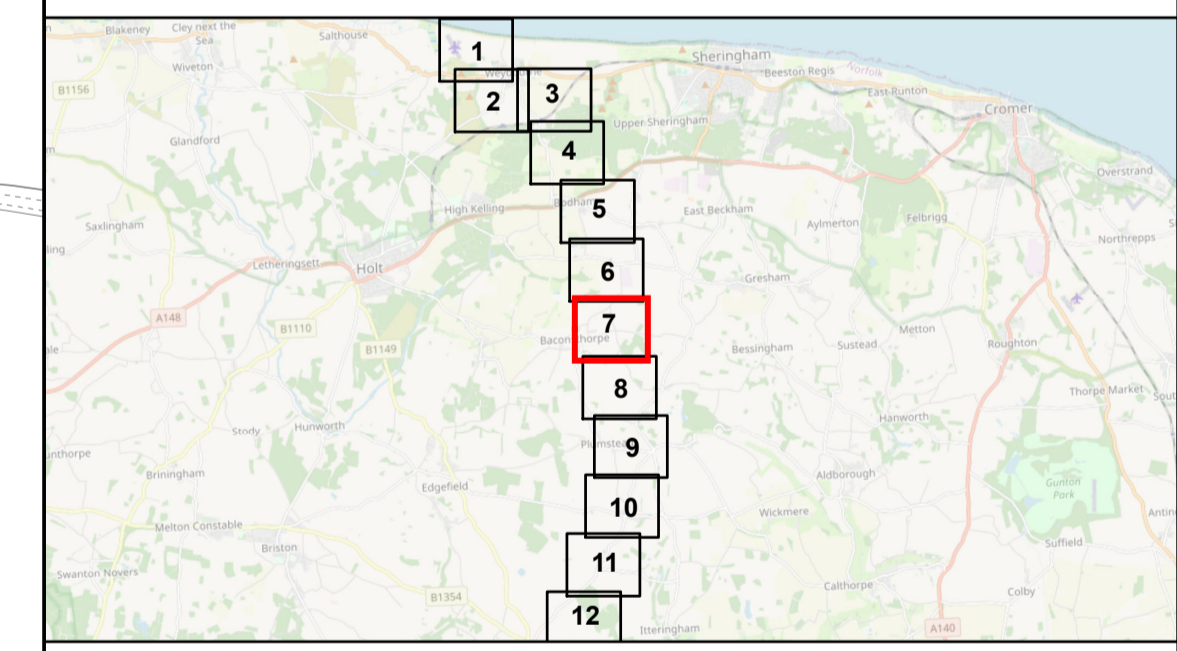 Blakeney
Cley next the
Sea
Salthouse
1
Sheringham
Wiveton
Beeston Regis
Norfolk
B1156
2
3
East Runton
Cromer
Upper Sheringham
Glandford
4
Overstrand
High Kelling
5
East Beckham
Felbrigg
Saxlingham
Aylmerton
Northrepps
Letheringsett
Holt
6
Gresham
A148
B1110
7
Metton
B1149
Bessingham
Sustead
Roughton
8
Thorpe Market
Stody
Hunworth
Hanworth
9
Briningham
Aldborough
Edgefield
Gunton
Park
10
Wickmere
Melton Constable
Briston
Suffield
11
Swanton Novers
Calthorpe
Colby
B1354
12
Itteringham
A140